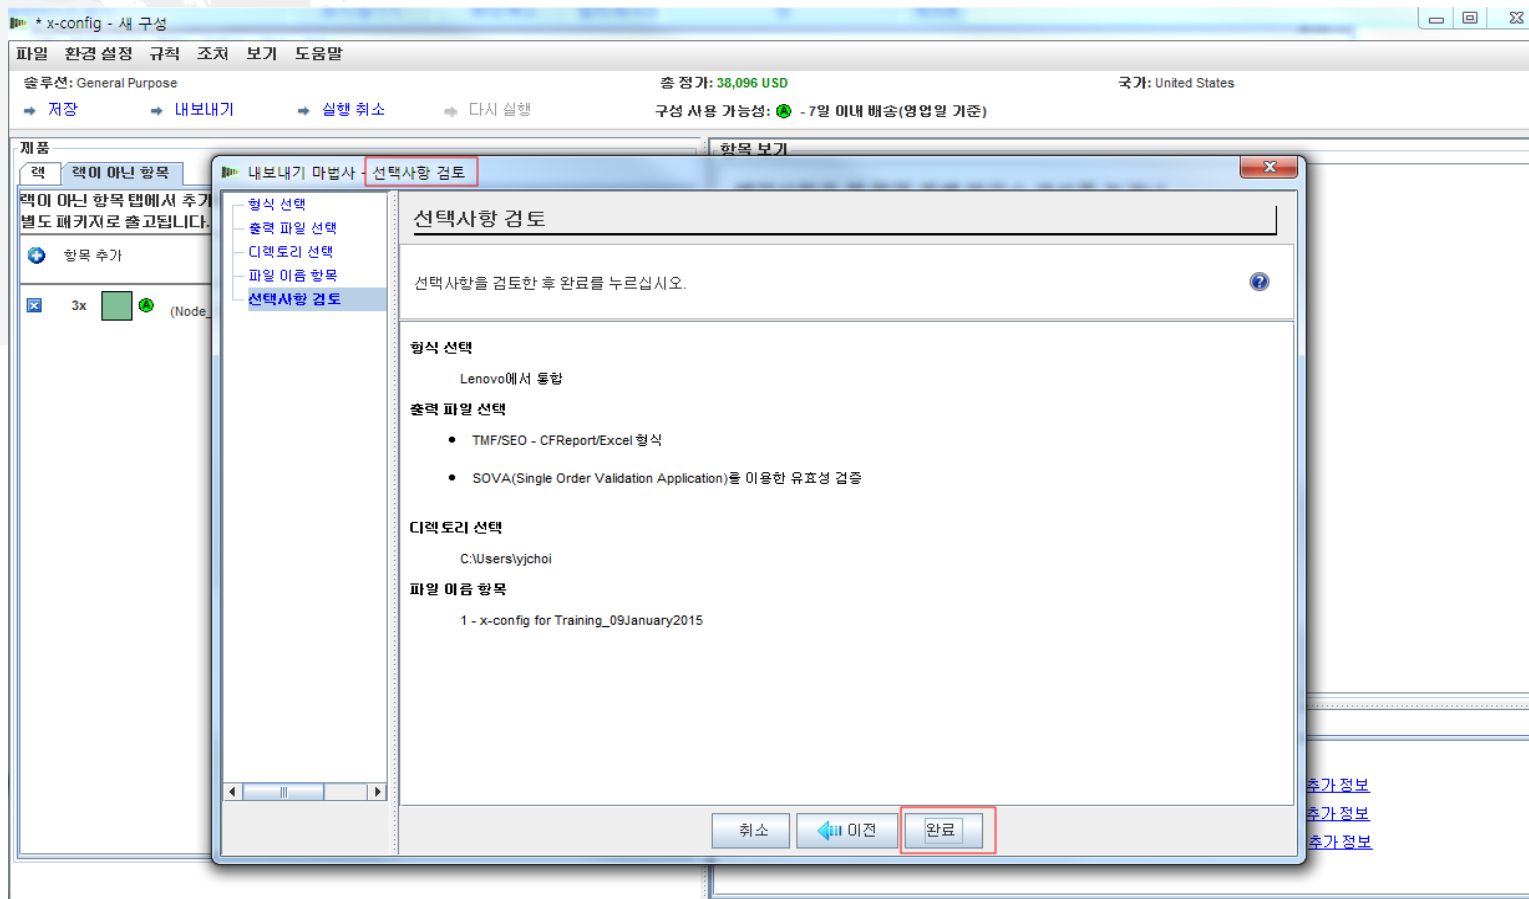 * x-config - 새 구성
파일 환경 설정 규칙 조처 보기 도움말
솔루션: General Purpose
총 정가: 38,096 USD
국가: United States
저장
내보내기
실행 취소
다시 실행
구성 사용 가능성: A - 7일 이내 배송(영업일 기준)
제품
항목 보기
랙
랙이 아닌 항목
랙이 아닌 항목 탭에서 추가
별도 패키지로 출고됩니다.
항목 추가
3x A (Node_
내보내기 마법사 - 선택사항 검토
형식 선택
출력 파일 선택
디렉토리 선택
파일 이름 항목
선택사항 검토
선택사항 검토
선택사항을 검토한 후 완료를 누르십시오.
형식 선택
Lenovo에서 통합
출력 파일 선택
TMF/SEO - CFReport/Excel 형식
SOVA(Single Order Validation Application)를 이용한 유효성 검증
디렉토리 선택
C:\Users\yjchoi
파일 이름 항목
1 - x-config for Training_09January2015
취소
이전
완료
추가 정보
추가 정보
추가 정보